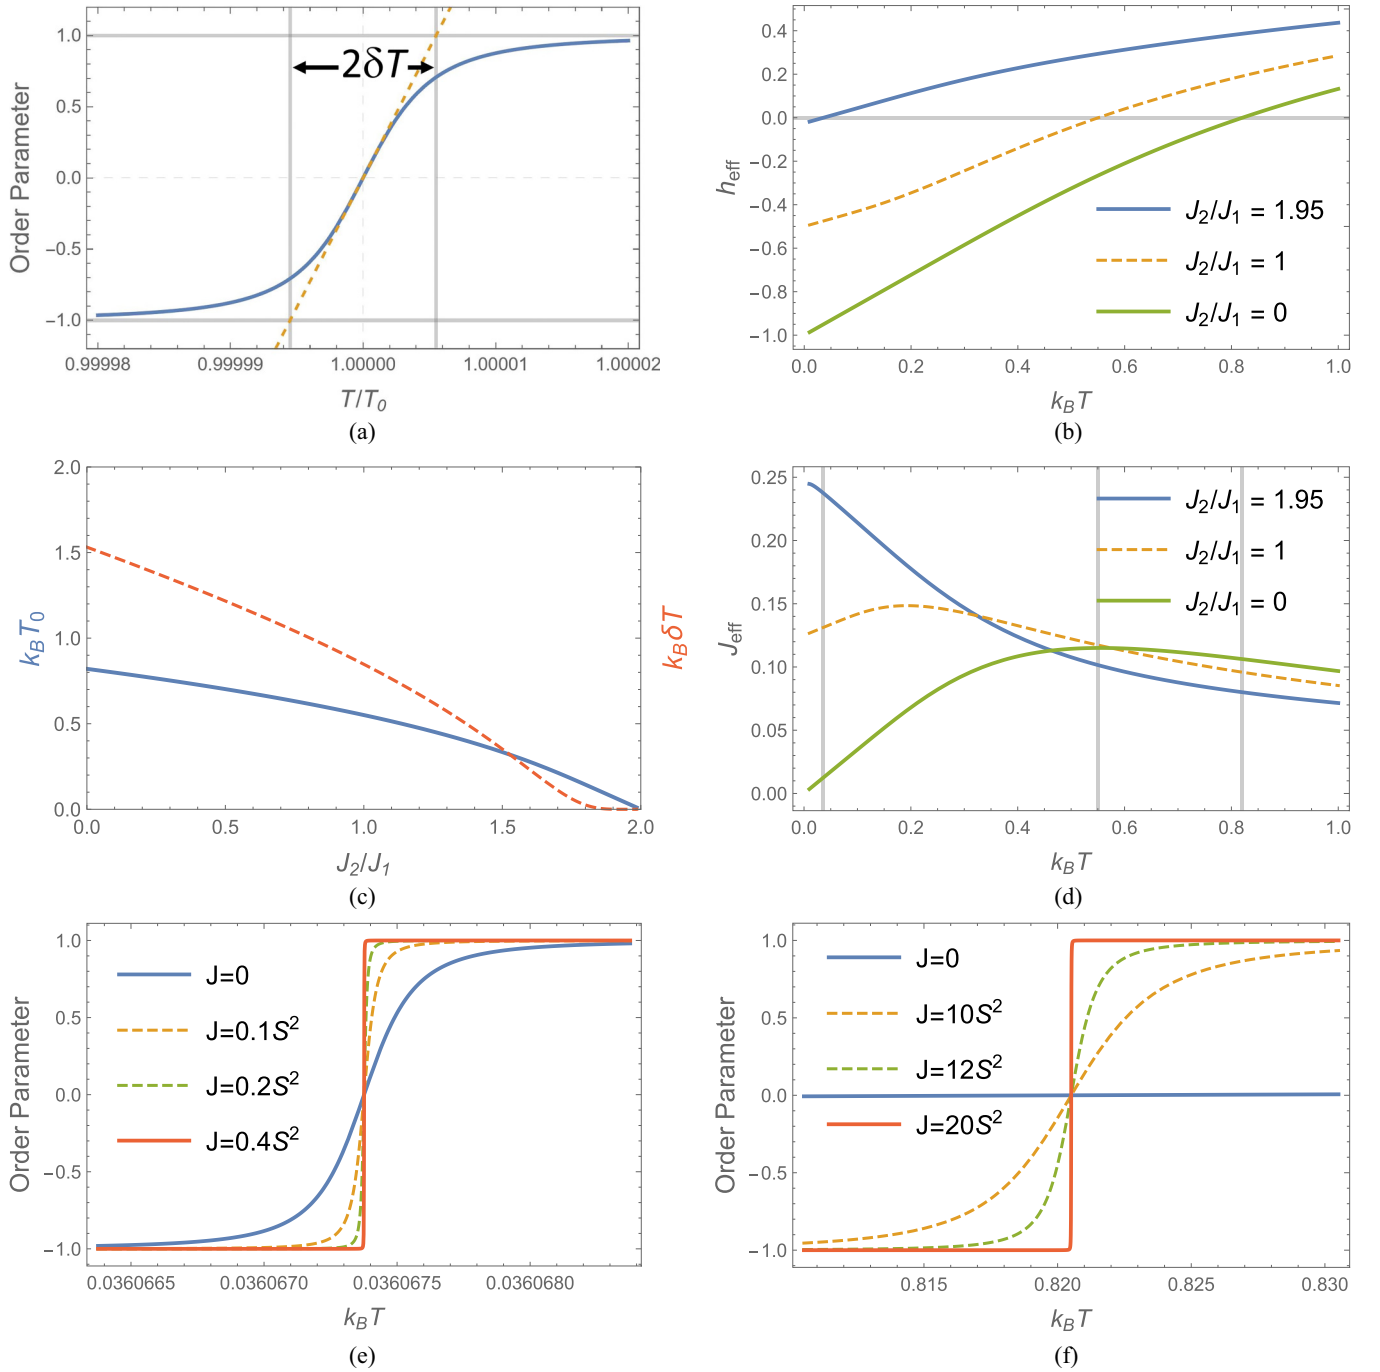 1.0
0.5
0.0
−0.5
−1.0
Order Parameter
2δT
0.99998
0.99999
1.00000
1.00001
1.00002
T/T0
(a)
0.4
0.2
0.0
−0.2
−0.4
−0.6
−0.8
−1.0
heff
J2/J1 = 1.95
J2/J1 = 1
J2/J1 = 0
0.0
0.2
0.4
0.6
0.8
1.0
kBT
(b)
2.0
1.5
1.0
0.5
0.0
kBT0
kBδT
0.0
0.5
1.0
1.5
2.0
J2/J1
(c)
0.25
0.20
0.15
0.10
0.05
0.00
Jeff
J2/J1 = 1.95
J2/J1 = 1
J2/J1 = 0
0.0
0.2
0.4
0.6
0.8
1.0
kBT
(d)
1.0
0.5
0.0
−0.5
−1.0
Order Parameter
J=0
J=0.1S²
J=0.2S²
J=0.4S²
0.0360665
0.0360670
0.0360675
0.0360680
kBT
(e)
1.0
0.5
0.0
−0.5
−1.0
Order Parameter
J=0
J=10S²
J=12S²
J=20S²
0.815
0.820
0.825
0.830
kBT
(f)